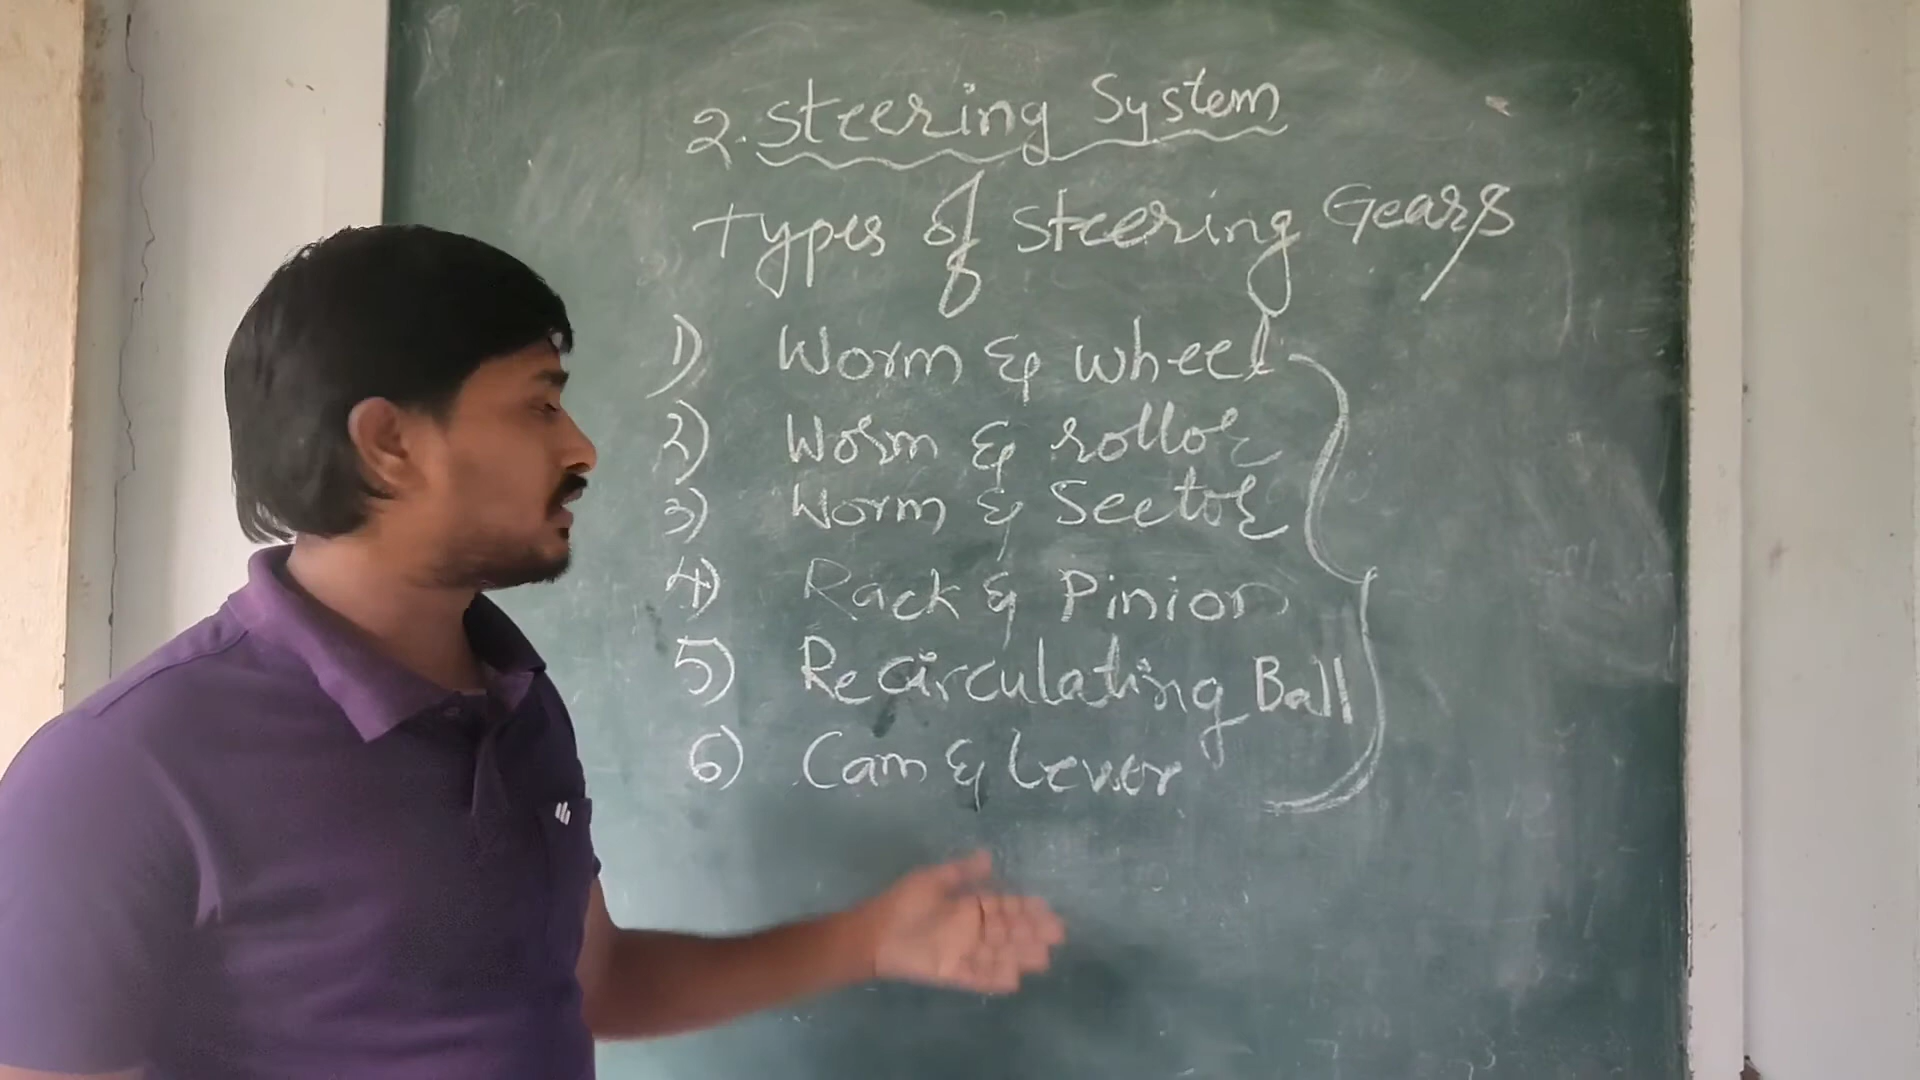 2. Steering System
Types of Steering Gears
1) Worm & wheel
2) Worm & rollor
3) Worm & Sector
4) Rack & Pinion
5) Recirculating Ball
6) Cam & Lever